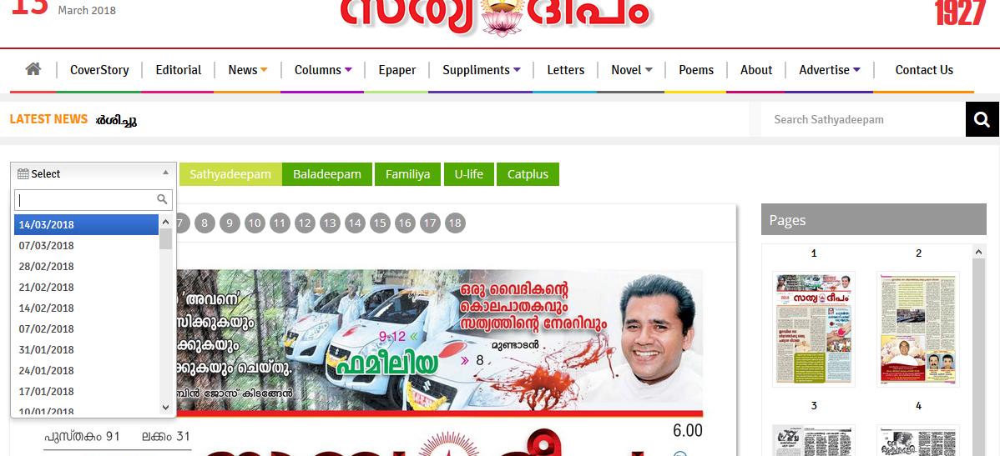 13 March 2018
സത്യദീപം
1927
CoverStory Editorial News Columns Epaper Suppliments Letters Novel Poems About Advertise Contact Us
LATEST NEWS
Search Sathyadeepam
Select
Sathyadeepam Baladeepam Familiya U-life Catplus
14/03/2018
07/03/2018
28/02/2018
21/02/2018
14/02/2018
07/02/2018
31/01/2018
24/01/2018
17/01/2018
10/01/2018
7 8 9 10 11 12 13 14 15 16 17 18
'അവനെ'
സിക്കുകയും
ക്കുകയും
ക്കുകയും ചെയ്തു.
ബിൻ ജോസ് കിടങ്ങേൻ
9-12 «
ഫമീലിയ
ഒരു വൈദികന്റെ
കൊലപാതകവും
സത്യത്തിന്റെ നേരറിവും
മുണ്ടാടൻ
» 8
പുസ്തകം 91 ലക്കം 31
6.00
Pages
1 2
സത്യദീപം
3 4